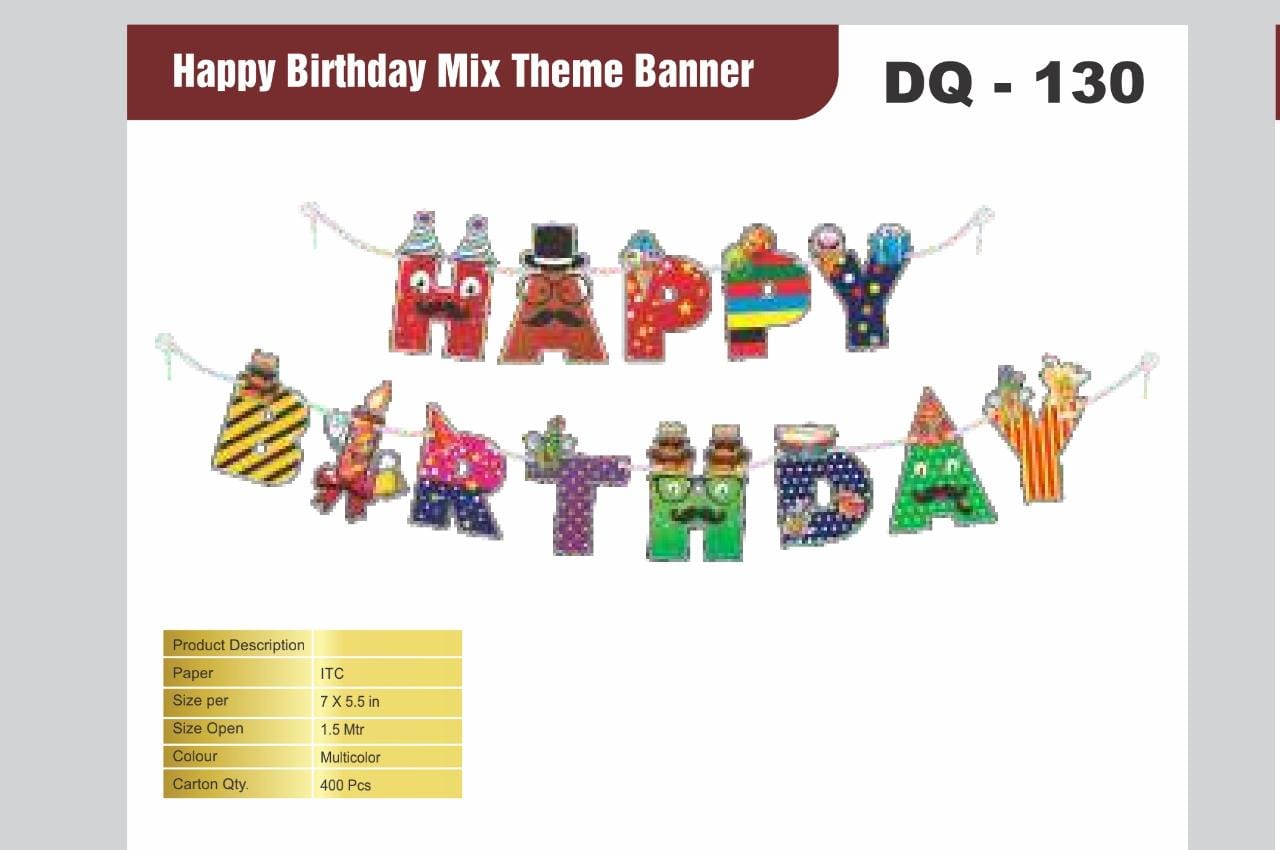 Happy Birthday Mix Theme Banner
DQ - 130
HAPPY
BIRTHDAY
Product Description
Paper ITC
Size per 7 X 5.5 in
Size Open 1.5 Mtr
Colour Multicolor
Carton Qty. 400 Pcs